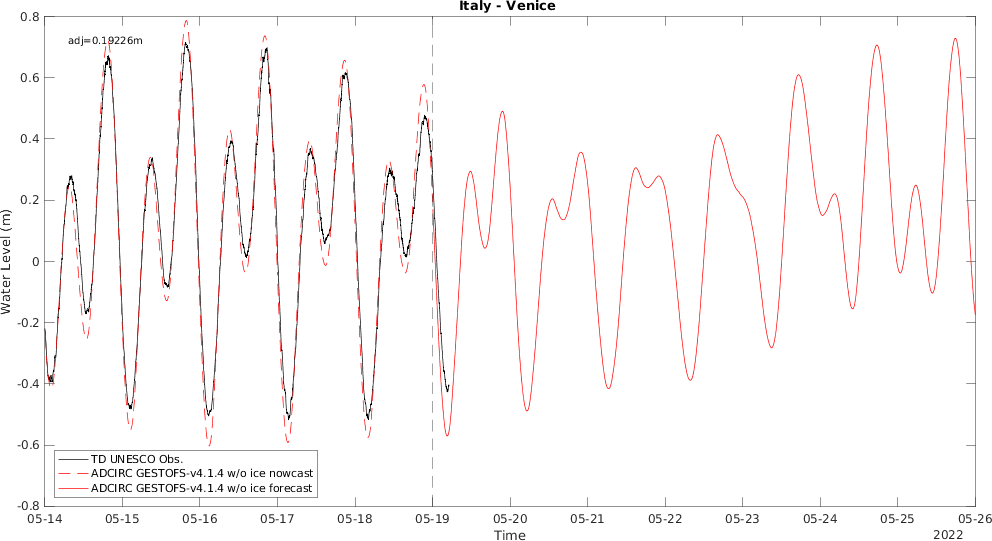 Italy - Venice
adj=0.19226m
0.8
0.6
0.4
0.2
0
-0.2
-0.4
-0.6
-0.8
Water Level (m)
TD UNESCO Obs.
ADCIRC GESTOFS-v4.1.4 w/o ice nowcast
ADCIRC GESTOFS-v4.1.4 w/o ice forecast
05-14 05-15 05-16 05-17 05-18 05-19 05-20 05-21 05-22 05-23 05-24 05-25 05-26
Time
2022